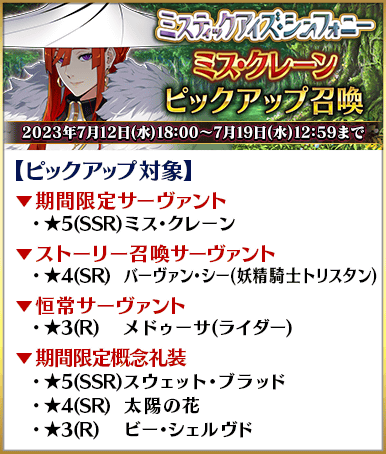 ミスティックアイズ・シンフォニー
ミス・クレーン
ピックアップ召喚
2023年7月12日(水)18:00～7月19日(水)12:59まで
【ピックアップ対象】
▼期間限定サーヴァント
・★5(SSR)ミス・クレーン
▼ストーリー召喚サーヴァント
・★4(SR) バーヴァン・シー(妖精騎士トリスタン)
▼恒常サーヴァント
・★3(R) メドゥーサ(ライダー)
▼期間限定概念礼装
・★5(SSR)スウェット・ブラッド
・★4(SR) 太陽の花
・★3(R) ビー・シェルヴド